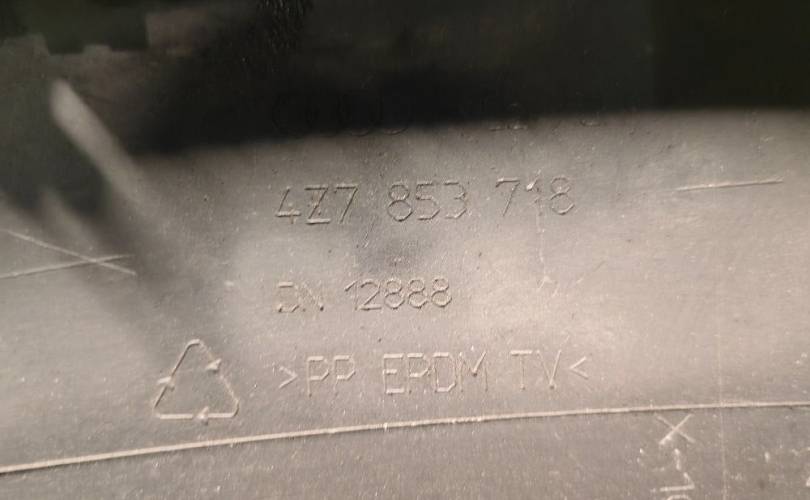 4Z7 853 718
DN 12888
>PP EPDM TV<